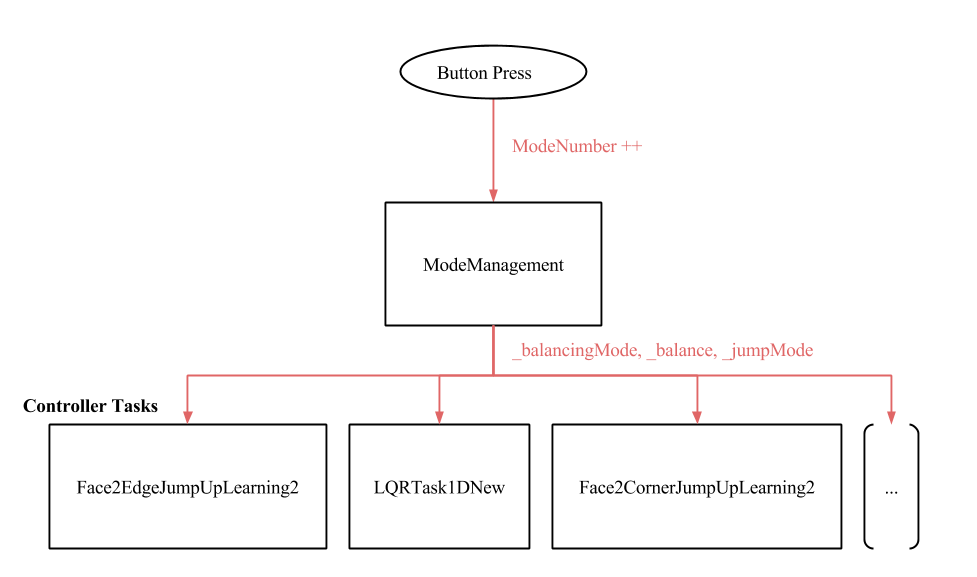 Button Press
ModeNumber ++
ModeManagement
_balancingMode, _balance, _jumpMode
Controller Tasks
Face2EdgeJumpUpLearning2
LQRTask1DNew
Face2CornerJumpUpLearning2
...